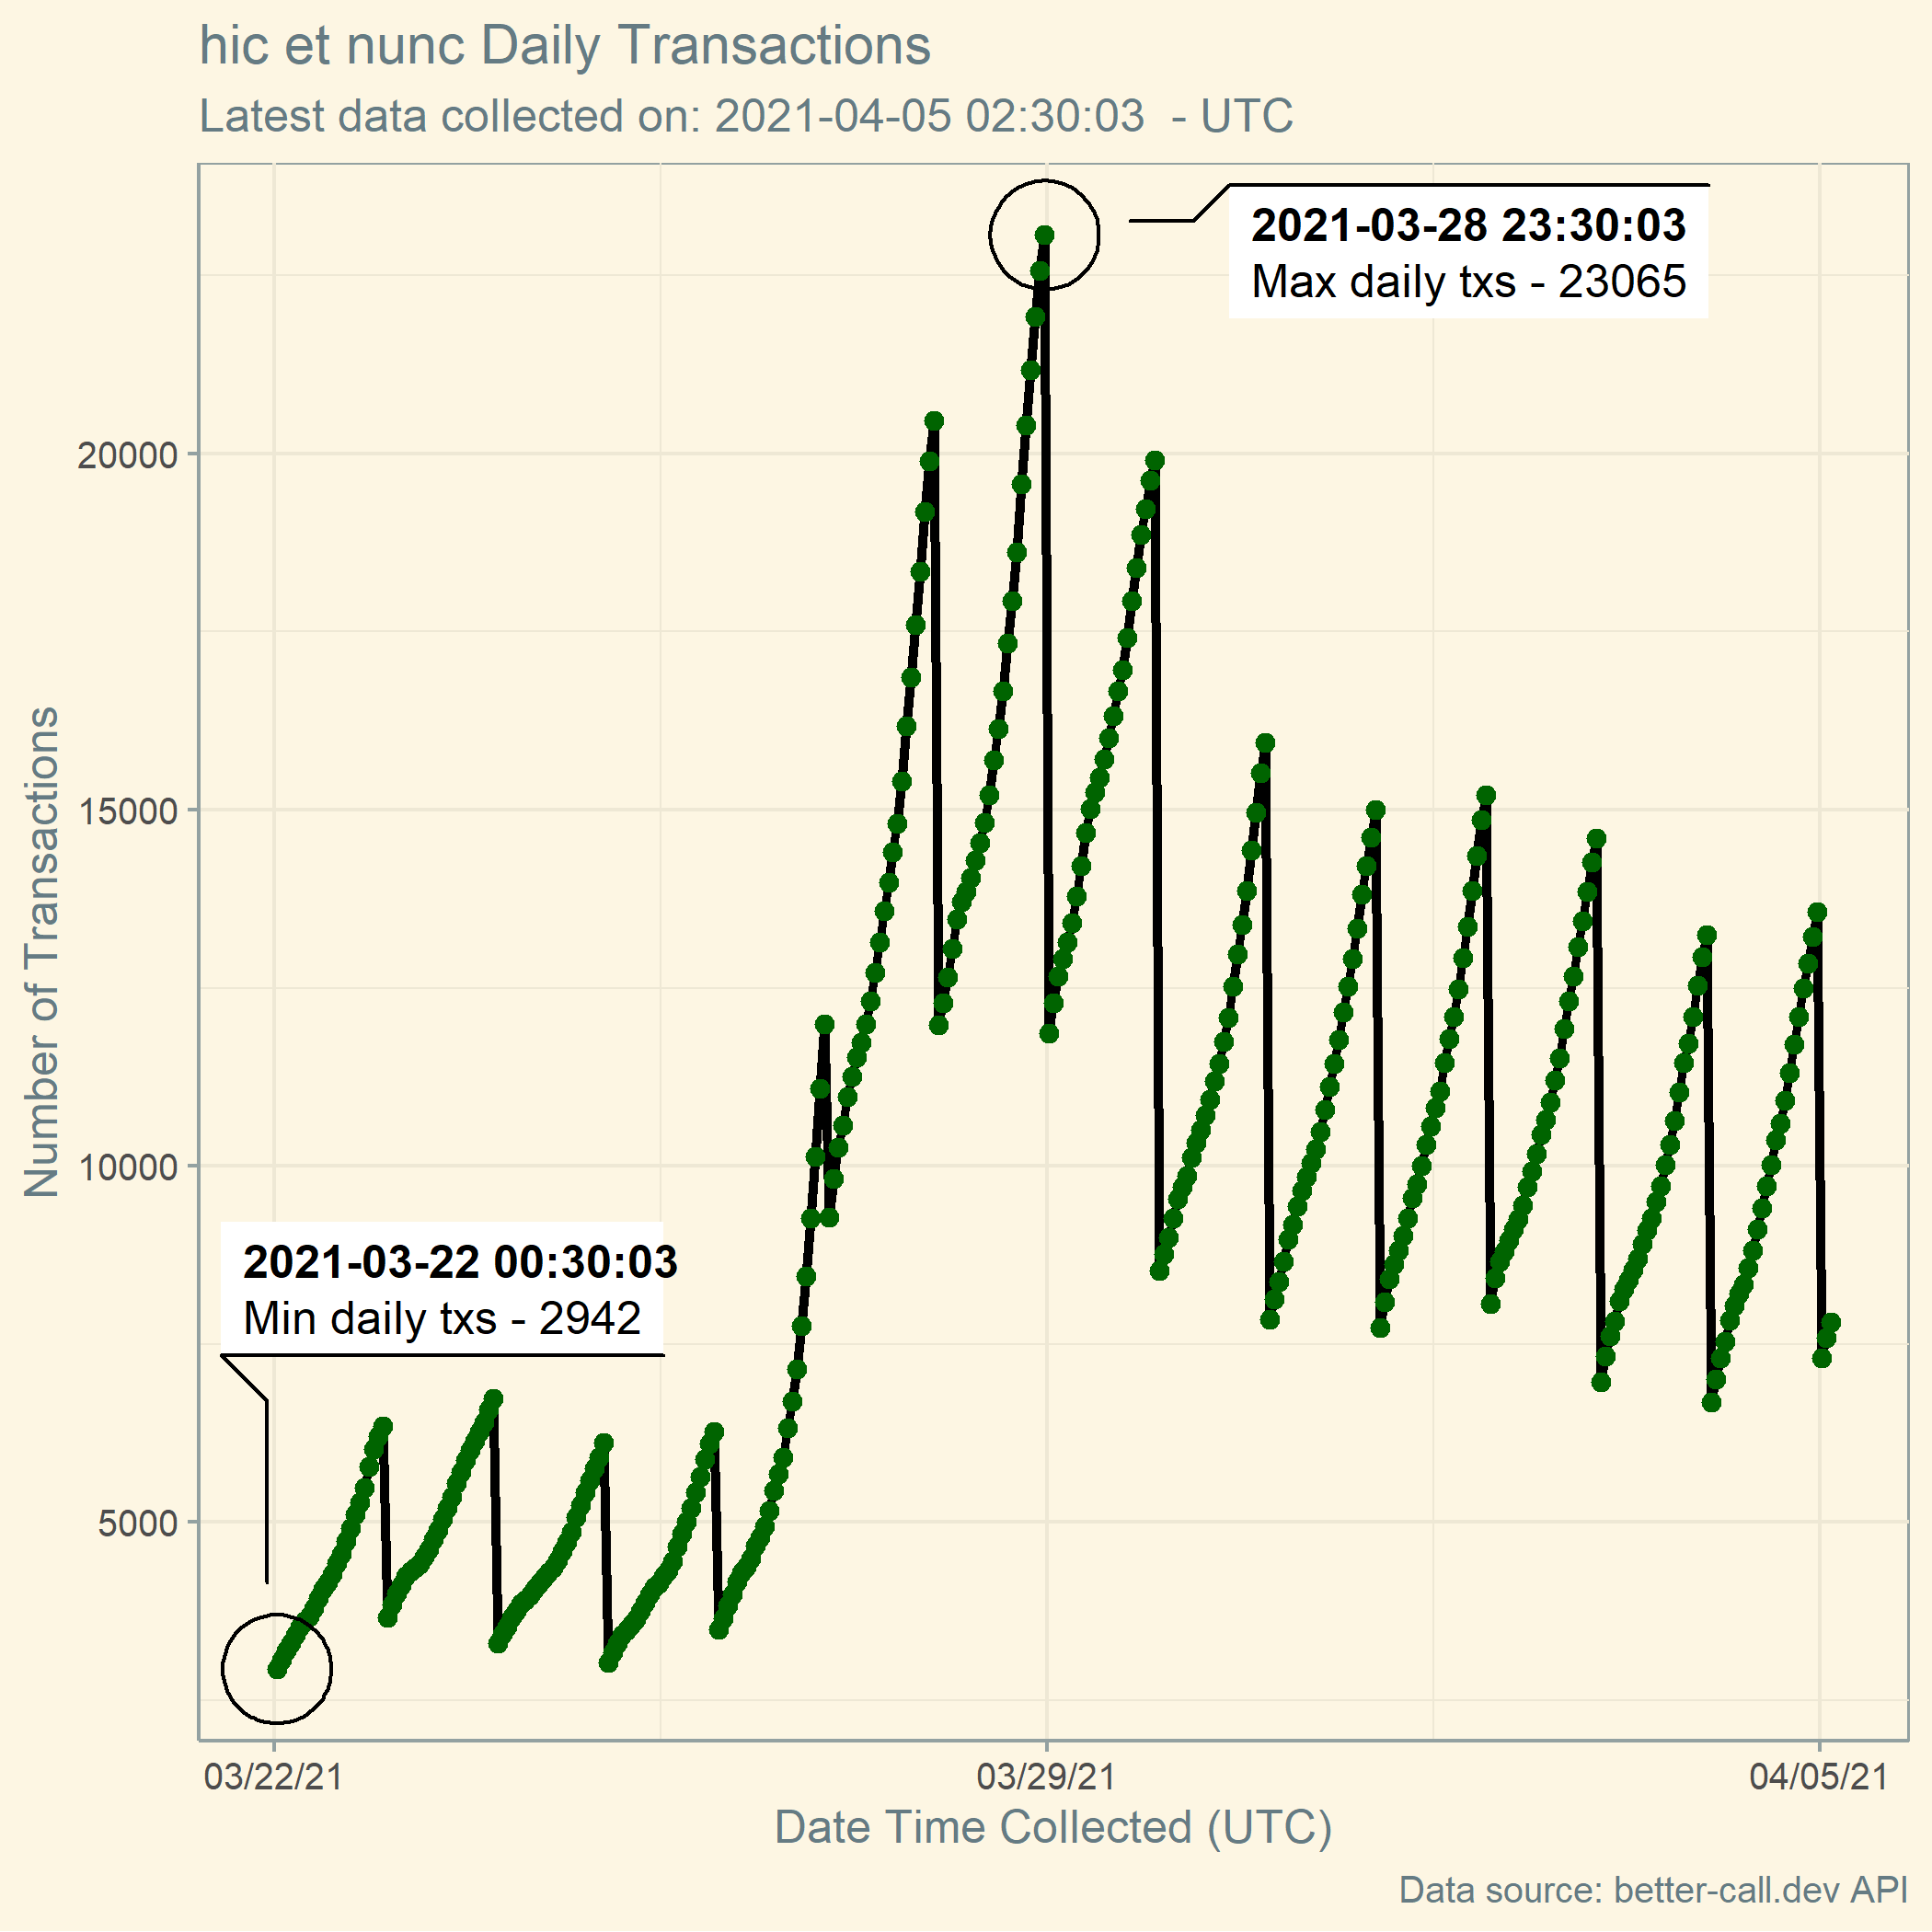 hic et nunc Daily Transactions
Latest data collected on: 2021-04-05 02:30:03  - UTC
2021-03-28 23:30:03
Max daily txs - 23065
20000
15000
10000
5000
Number of Transactions
2021-03-22 00:30:03
Min daily txs - 2942
03/22/21
03/29/21
04/05/21
Date Time Collected (UTC)
Data source: better-call.dev API